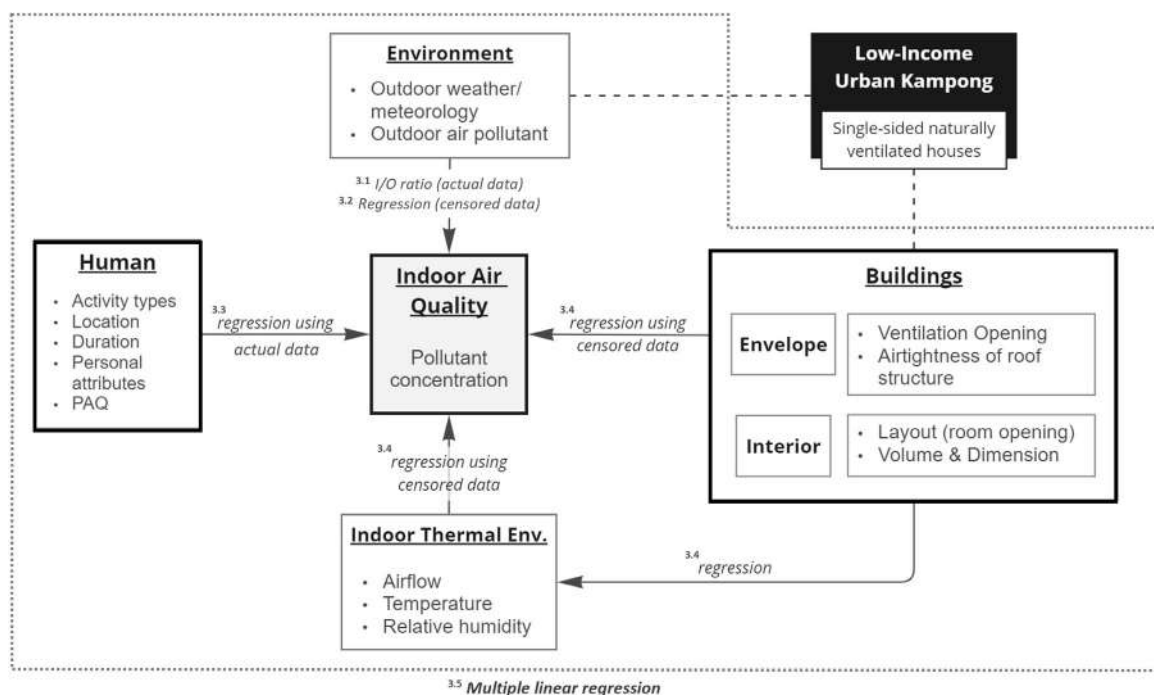 Environment
• Outdoor weather/
meteorology
• Outdoor air pollutant
Low-Income
Urban Kampong
Single-sided naturally
ventilated houses
3.1 I/O ratio (actual data)
3.2 Regression (censored data)
Human
• Activity types
• Location
• Duration
• Personal
attributes
• PAQ
3.3
regression using
actual data
Indoor Air
Quality
Pollutant
concentration
3.4
regression using
censored data
Buildings
Envelope
• Ventilation Opening
• Airtightness of roof
structure
Interior
• Layout (room opening)
• Volume & Dimension
3.4
regression using
censored data
Indoor Thermal Env.
• Airflow
• Temperature
• Relative humidity
3.4
regression
3.5 Multiple linear regression